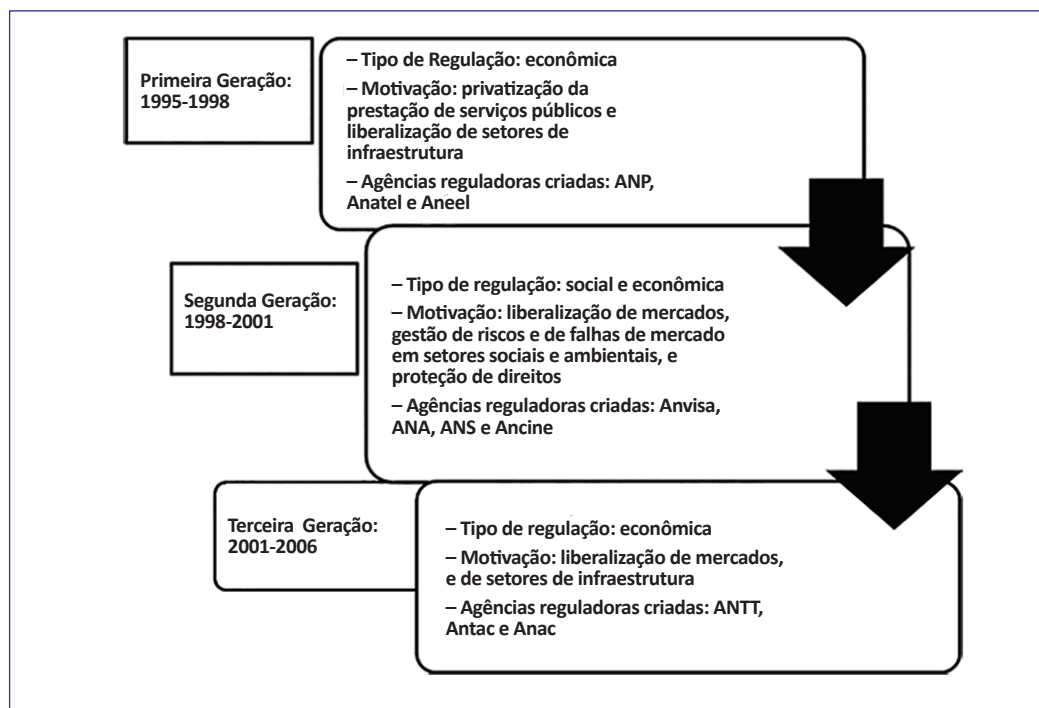 Primeira Geração:
1995-1998
– Tipo de Regulação: econômica
– Motivação: privatização da
prestação de serviços públicos e
liberalização de setores de
infraestrutura
– Agências reguladoras criadas: ANP,
Anatel e Aneel
Segunda Geração:
1998-2001
– Tipo de regulação: social e econômica
– Motivação: liberalização de mercados,
gestão de riscos e de falhas de mercado
em setores sociais e ambientais, e
proteção de direitos
– Agências reguladoras criadas: Anvisa,
ANA, ANS e Ancine
Terceira Geração:
2001-2006
– Tipo de regulação: econômica
– Motivação: liberalização de mercados,
e de setores de infraestrutura
– Agências reguladoras criadas: ANTT,
Antac e Anac